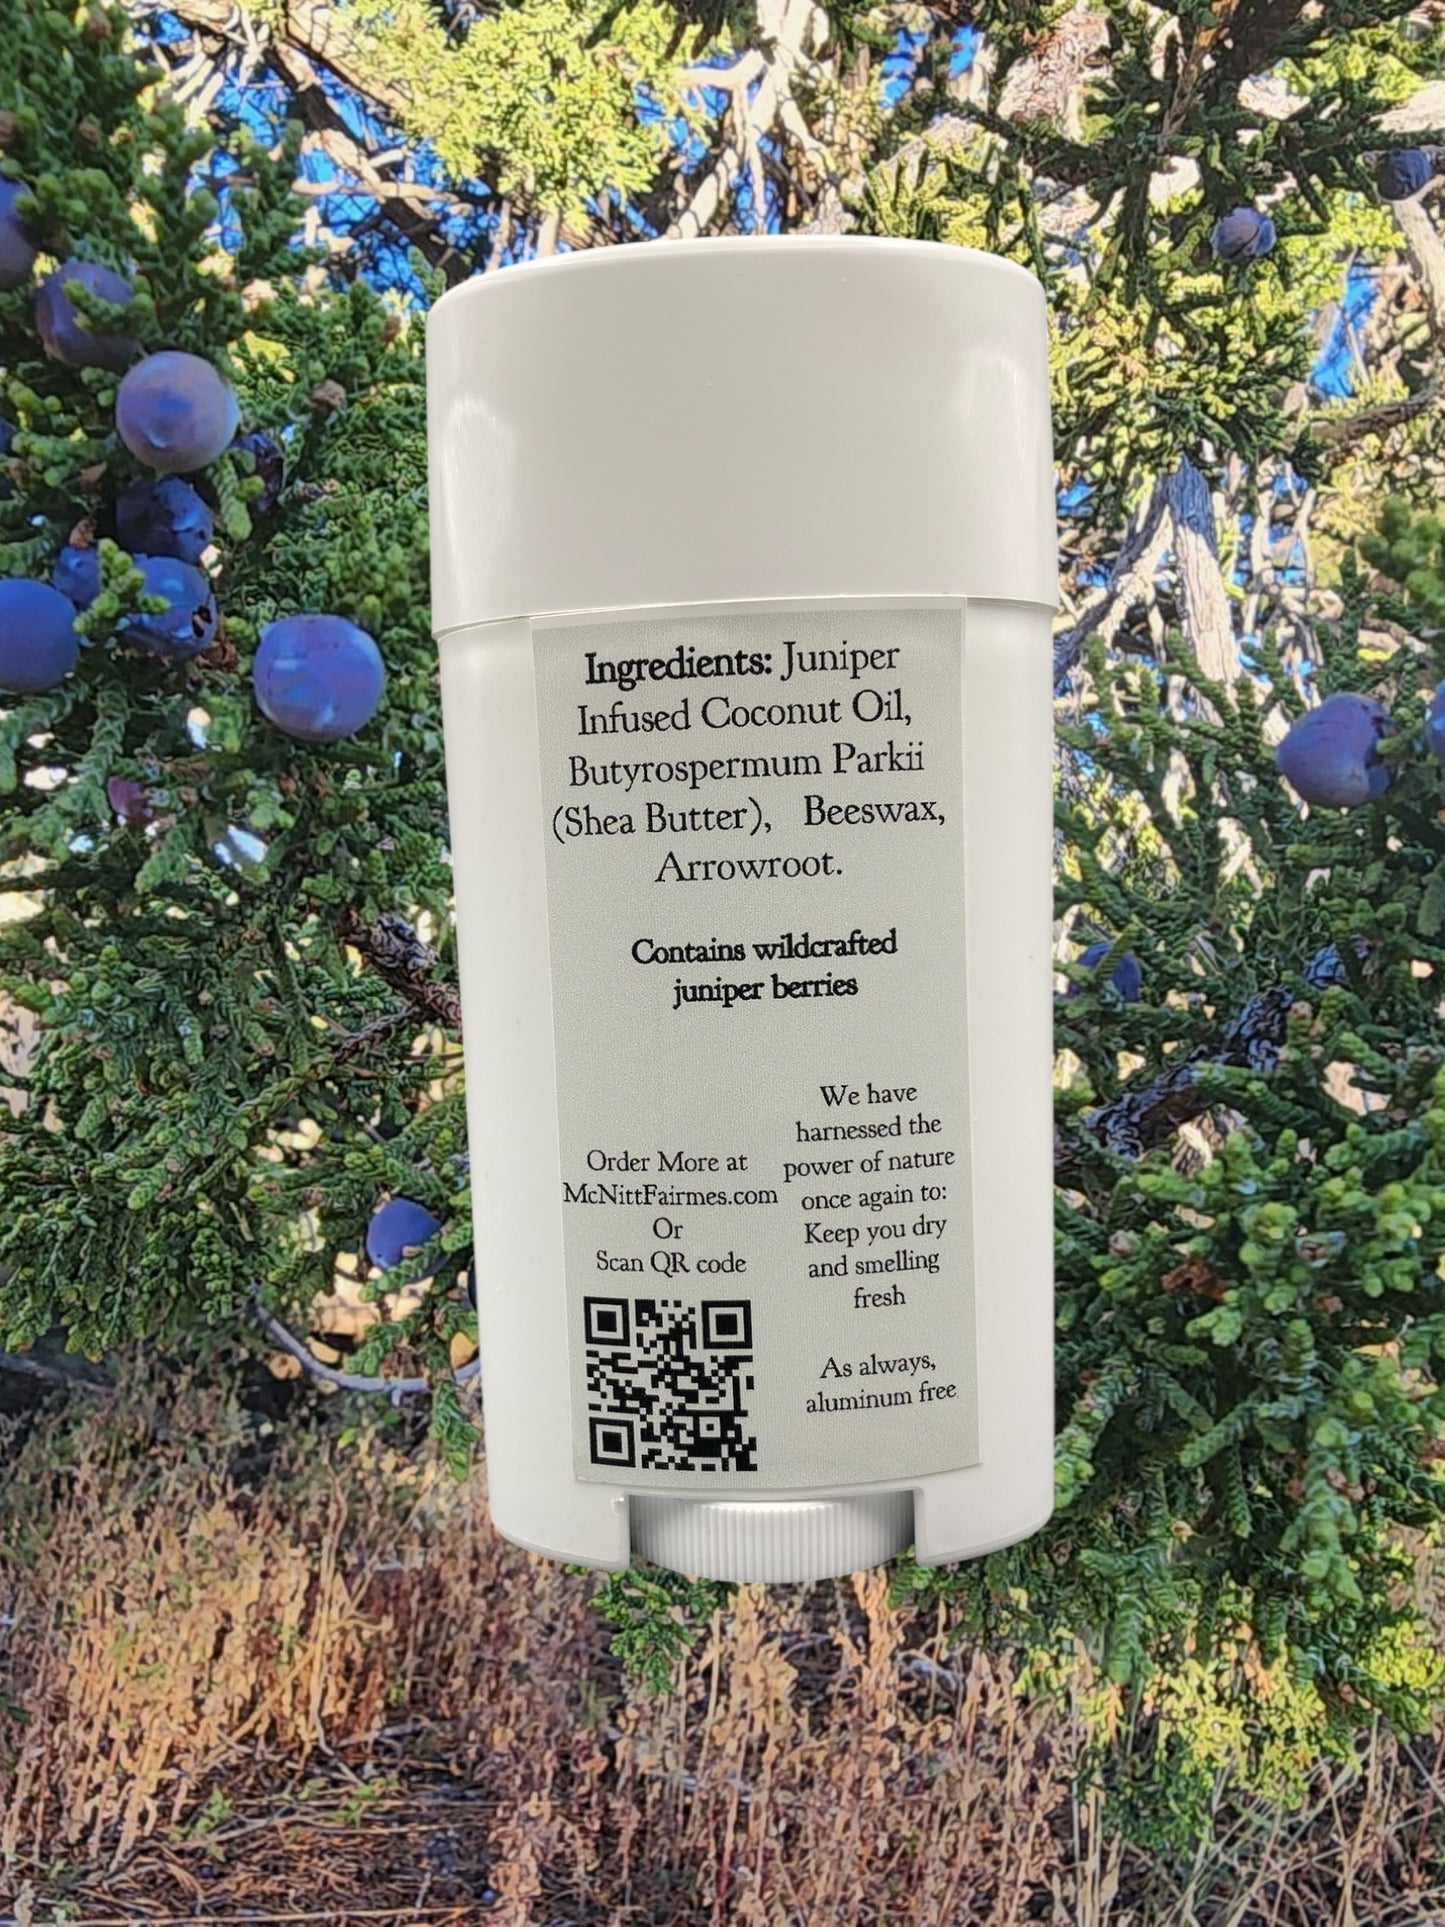 Ingredients: Juniper
Infused Coconut Oil,
Butyrospermum Parkii
(Shea Butter), Beeswax,
Arrowroot.
Contains wildcrafted
juniper berries
Order More at
McNittFairmes.com
Or
Scan QR code
We have
harnessed the
power of nature
once again to:
Keep you dry
and smelling
fresh
As always,
aluminum free